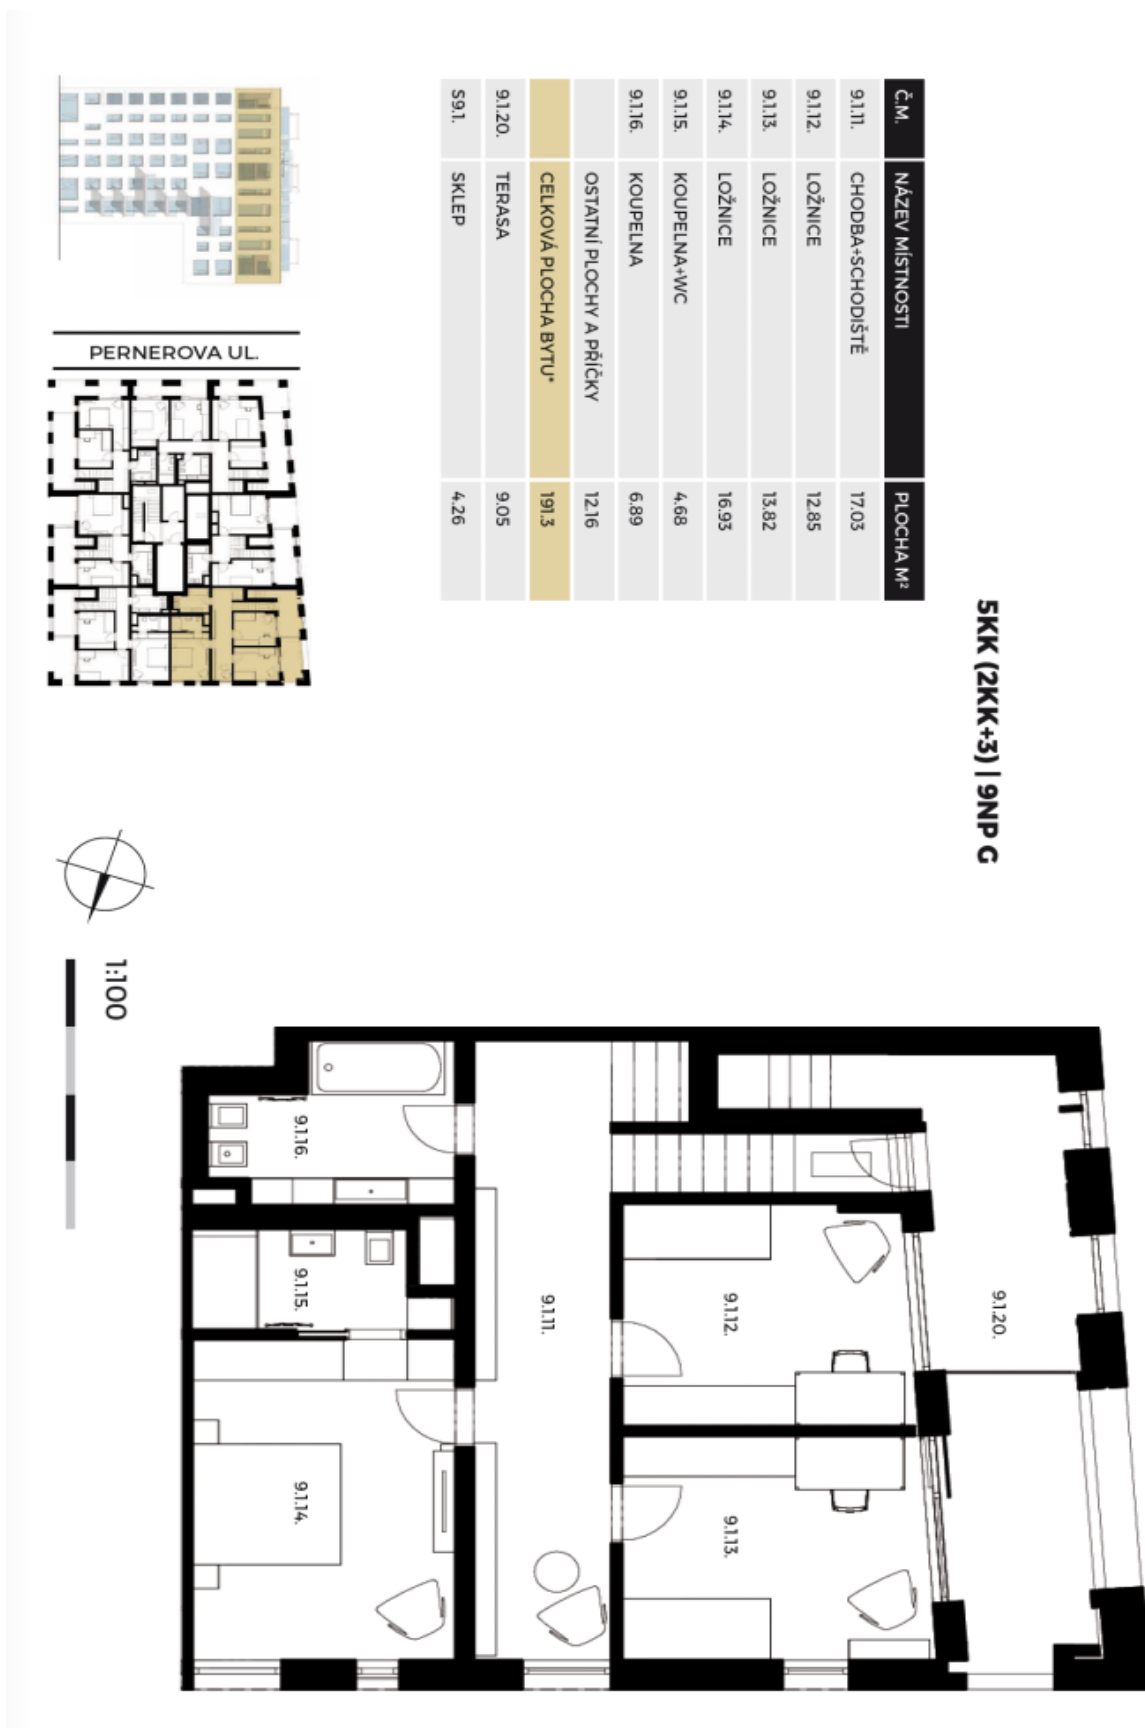 5KK (2KK+3) | 9NP G
Č.M. NÁZEV MÍSTNOSTI PLOCHA M²
9.1.11. CHODBA+SCHODIŠTĚ 17.03
9.1.12. LOŽNICE 12.85
9.1.13. LOŽNICE 13.82
9.1.14. LOŽNICE 16.93
9.1.15. KOUPELNA+WC 4.68
9.1.16. KOUPELNA 6.89
OSTATNÍ PLOCHY A PŘÍČKY 12.16
CELKOVÁ PLOCHA BYTU* 191.3
9.1.20. TERASA 9.05
S9.1. SKLEP 4.26
PERNEROVA UL.
1:100
9.1.20.
9.1.12.
9.1.13.
9.1.11.
9.1.16.
9.1.15.
9.1.14.